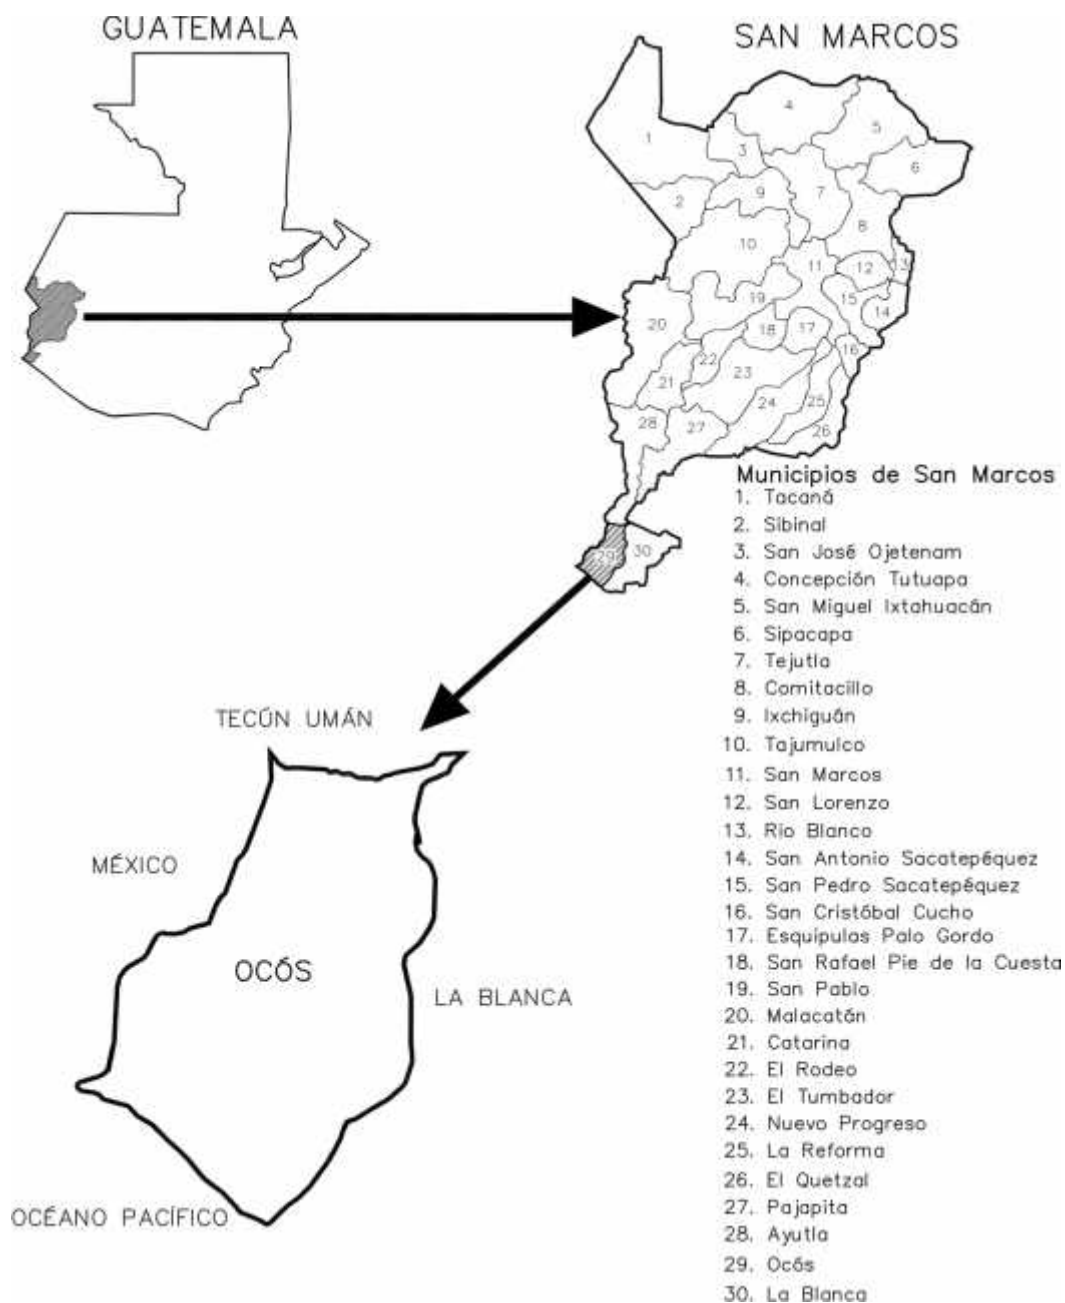 GUATEMALA
SAN MARCOS
1
2
3
4
5
6
7
8
9
10
11
12
13
14
15
16
17
18
19
20
21
22
23
24
25
26
27
28
29
30
Municipios de San Marcos
1. Tacaná
2. Sibinal
3. San José Ojetenam
4. Concepción Tutuapa
5. San Miguel Ixtahuacán
6. Sipacapa
7. Tejutla
8. Comitacillo
9. Ixchiguán
10. Tajumulco
11. San Marcos
12. San Lorenzo
13. Río Blanco
14. San Antonio Sacatepéquez
15. San Pedro Sacatepéquez
16. San Cristóbal Cucho
17. Esquipulas Palo Gordo
18. San Rafael Pie de la Cuesta
19. San Pablo
20. Malacatán
21. Catarina
22. El Rodeo
23. El Tumbador
24. Nuevo Progreso
25. La Reforma
26. El Quetzal
27. Pajapita
28. Ayutla
29. Ocós
30. La Blanca
TECÚN UMÁN
MÉXICO
OCÓS
LA BLANCA
OCÉANO PACÍFICO